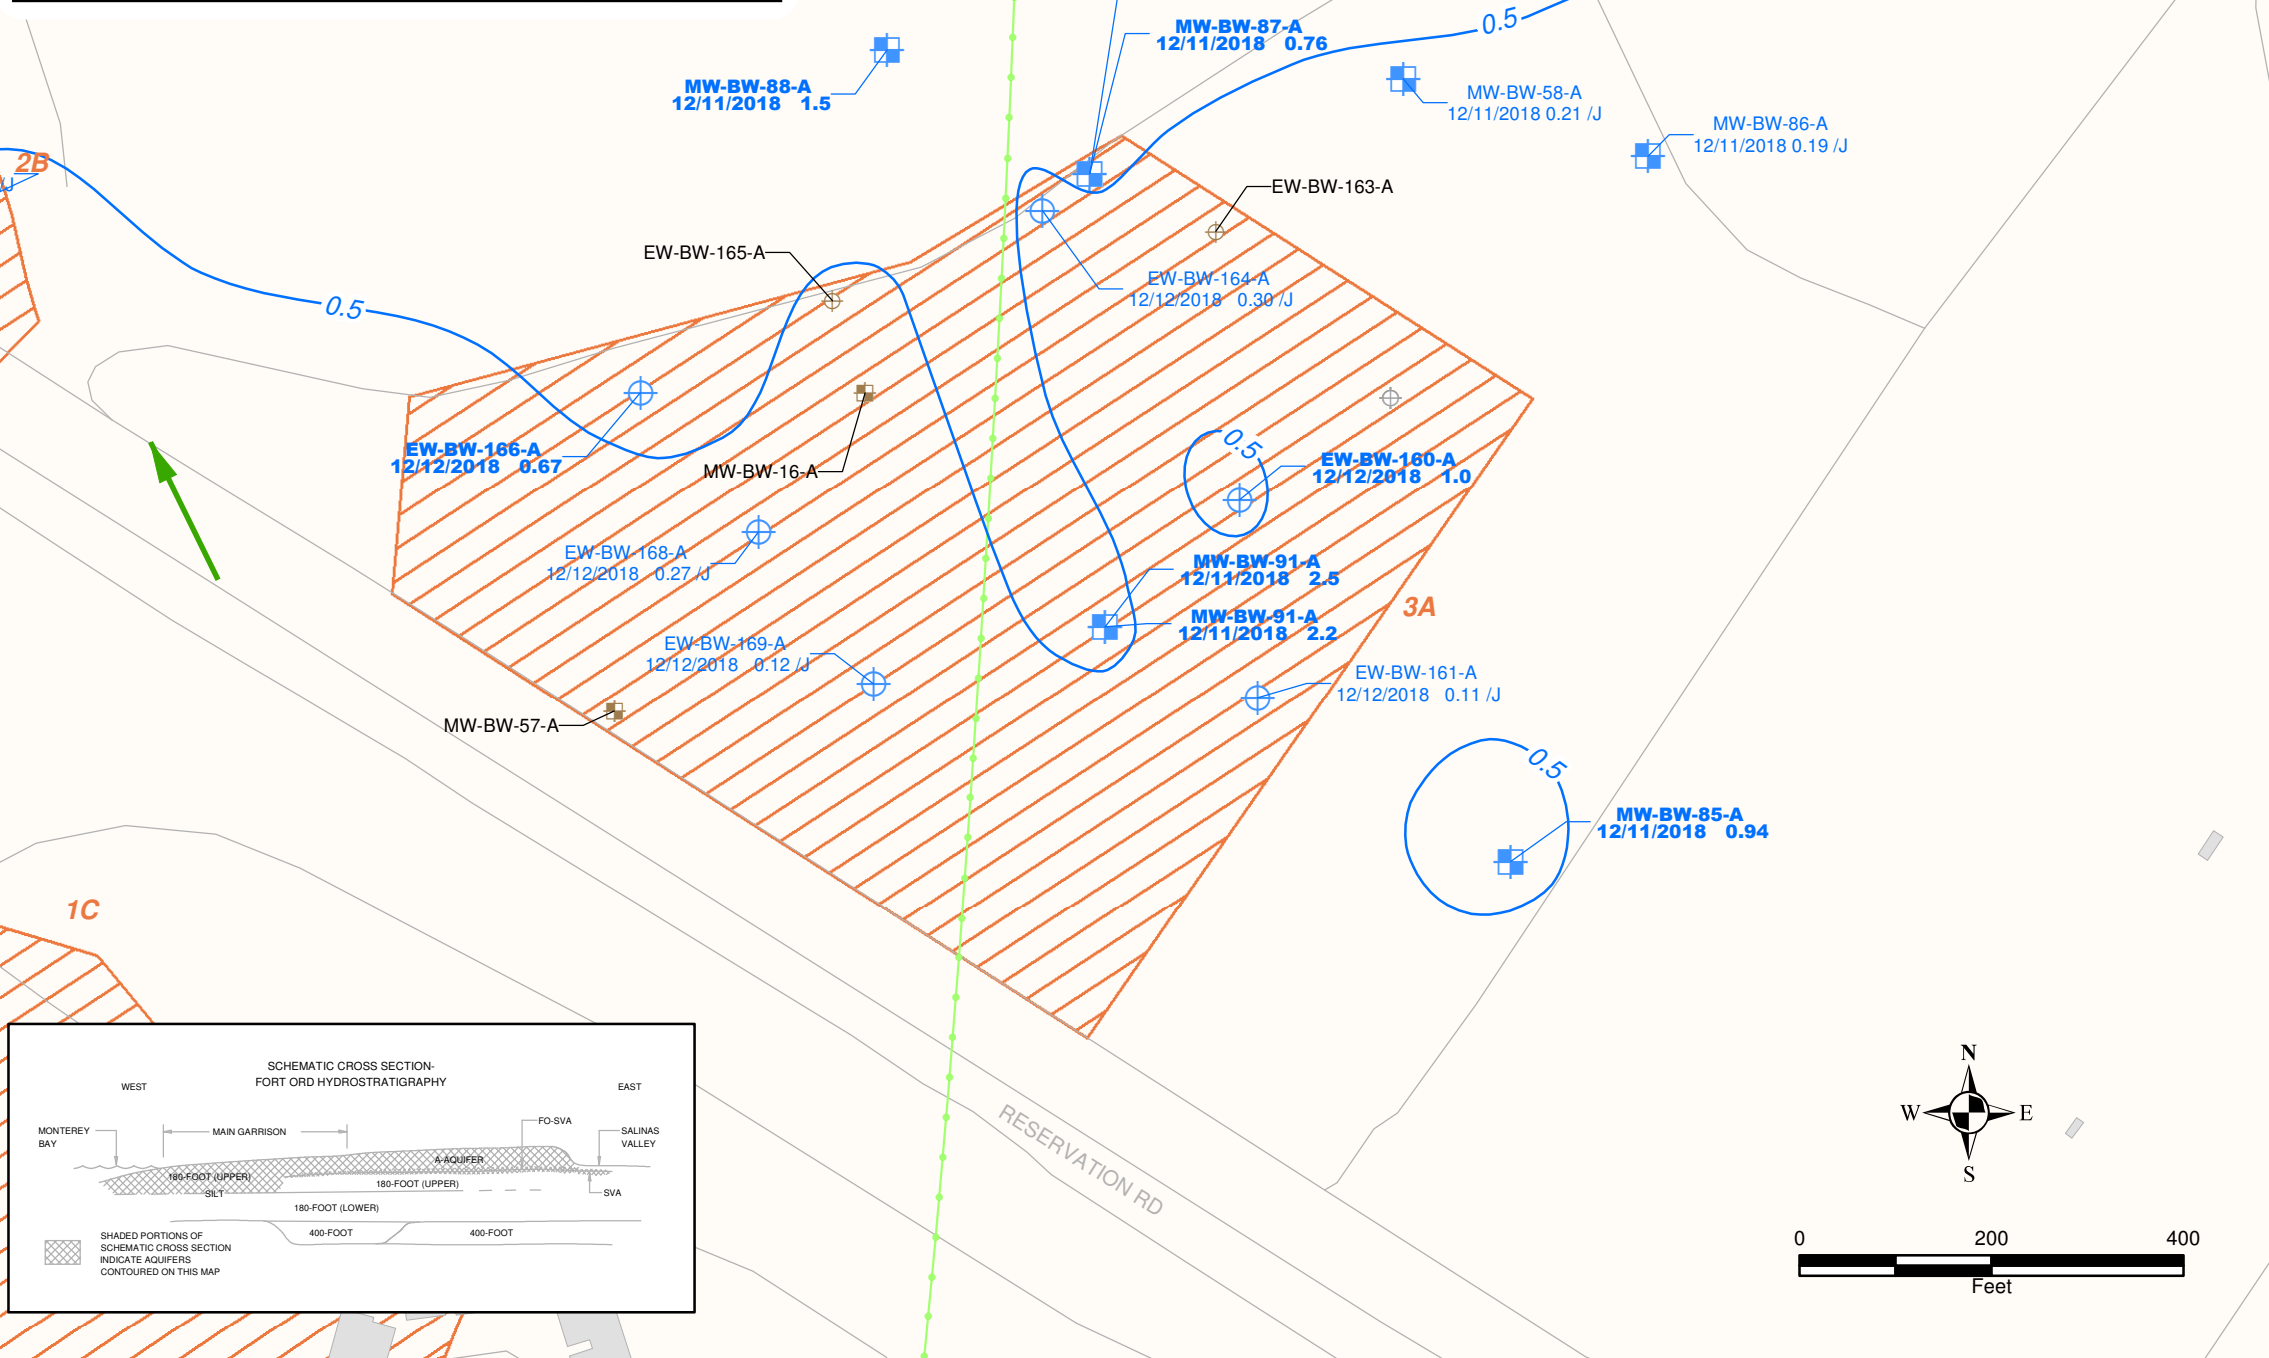 MW-BW-87-A
12/11/2018 0.76
0.5
MW-BW-88-A
12/11/2018 1.5
MW-BW-58-A
12/11/2018 0.21 /J
MW-BW-86-A
12/11/2018 0.19 /J
2B
/J
EW-BW-163-A
EW-BW-165-A
EW-BW-164-A
12/12/2018 0.30 /J
0.5
EW-BW-166-A
12/12/2018 0.67
MW-BW-16-A
0.5
EW-BW-160-A
12/12/2018 1.0
EW-BW-168-A
12/12/2018 0.27 /J
MW-BW-91-A
12/11/2018 2.5
3A
MW-BW-91-A
12/11/2018 2.2
EW-BW-169-A
12/12/2018 0.12 /J
EW-BW-161-A
12/12/2018 0.11 /J
MW-BW-57-A
0.5
MW-BW-85-A
12/11/2018 0.94
1C
SCHEMATIC CROSS SECTION-
FORT ORD HYDROSTRATIGRAPHY
WEST
EAST
MONTEREY
BAY
MAIN GARRISON
FO-SVA
SALINAS
VALLEY
A-AQUIFER
180-FOOT (UPPER)
180-FOOT (UPPER)
SILT
SVA
180-FOOT (LOWER)
400-FOOT
400-FOOT
SHADED PORTIONS OF
SCHEMATIC CROSS SECTION
INDICATE AQUIFERS
CONTOURED ON THIS MAP
RESERVATION RD
N
W E
S
0 200 400
Feet